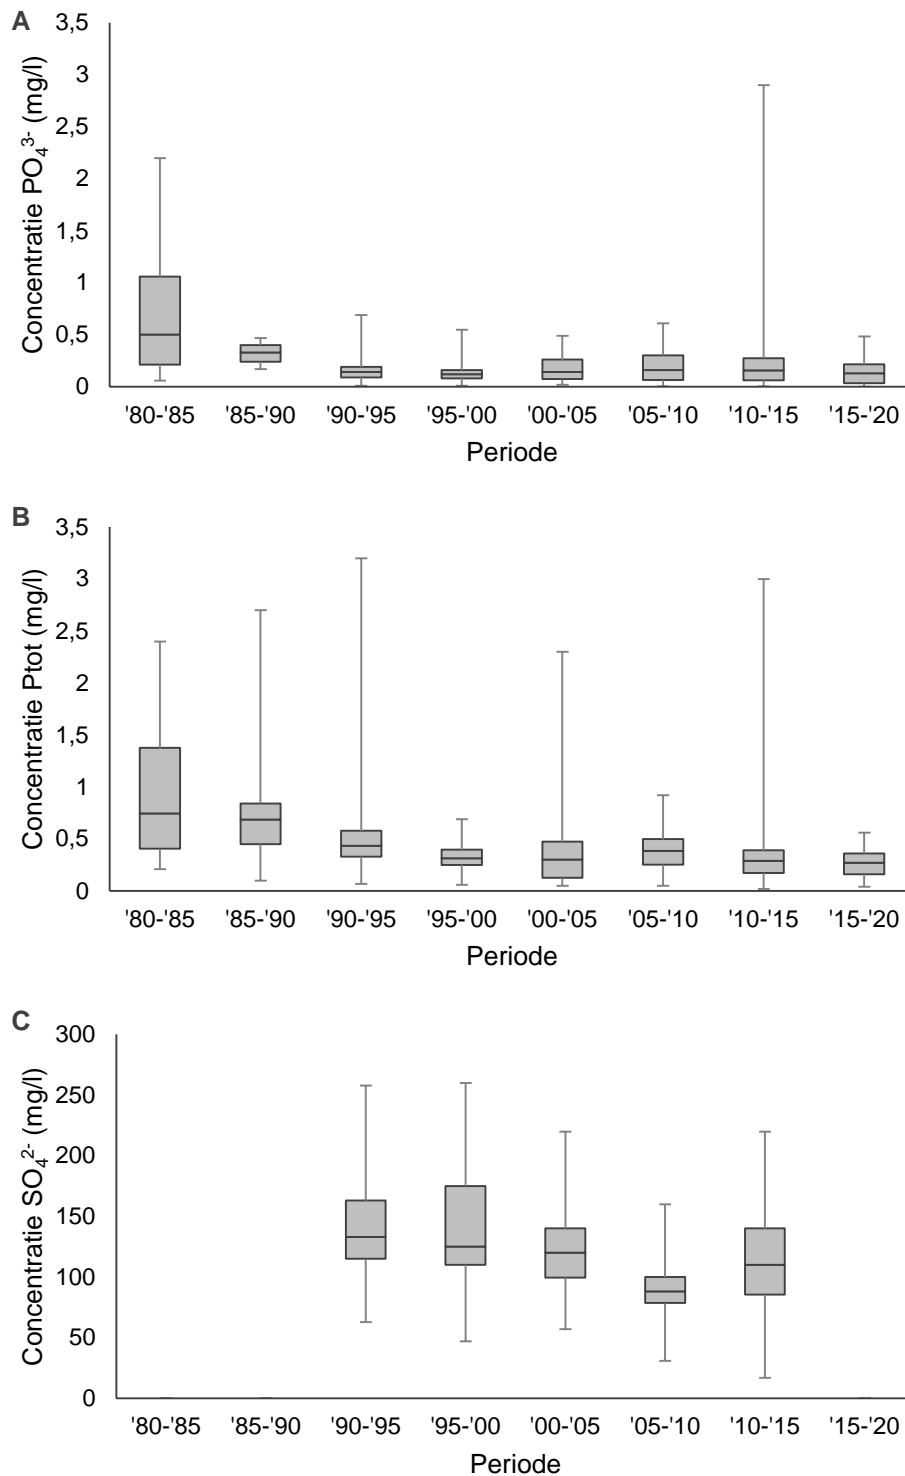 A
Concentratie PO₄³⁻ (mg/l)
3,5
3
2,5
2
1,5
1
0,5
0
'80-'85 '85-'90 '90-'95 '95-'00 '00-'05 '05-'10 '10-'15 '15-'20
Periode
B
Concentratie Ptot (mg/l)
3,5
3
2,5
2
1,5
1
0,5
0
'80-'85 '85-'90 '90-'95 '95-'00 '00-'05 '05-'10 '10-'15 '15-'20
Periode
C
Concentratie SO₄²⁻ (mg/l)
300
250
200
150
100
50
0
'80-'85 '85-'90 '90-'95 '95-'00 '00-'05 '05-'10 '10-'15 '15-'20
Periode